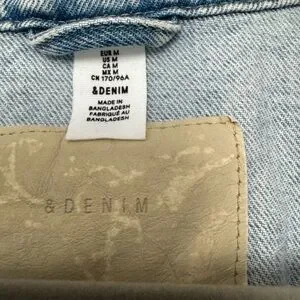 EUR M
US M
CA M
MX M
CN 170/96A
&DENIM
MADE IN
BANGLADESH
FABRIQUÉ AU
BANGLADESH
&DENIM